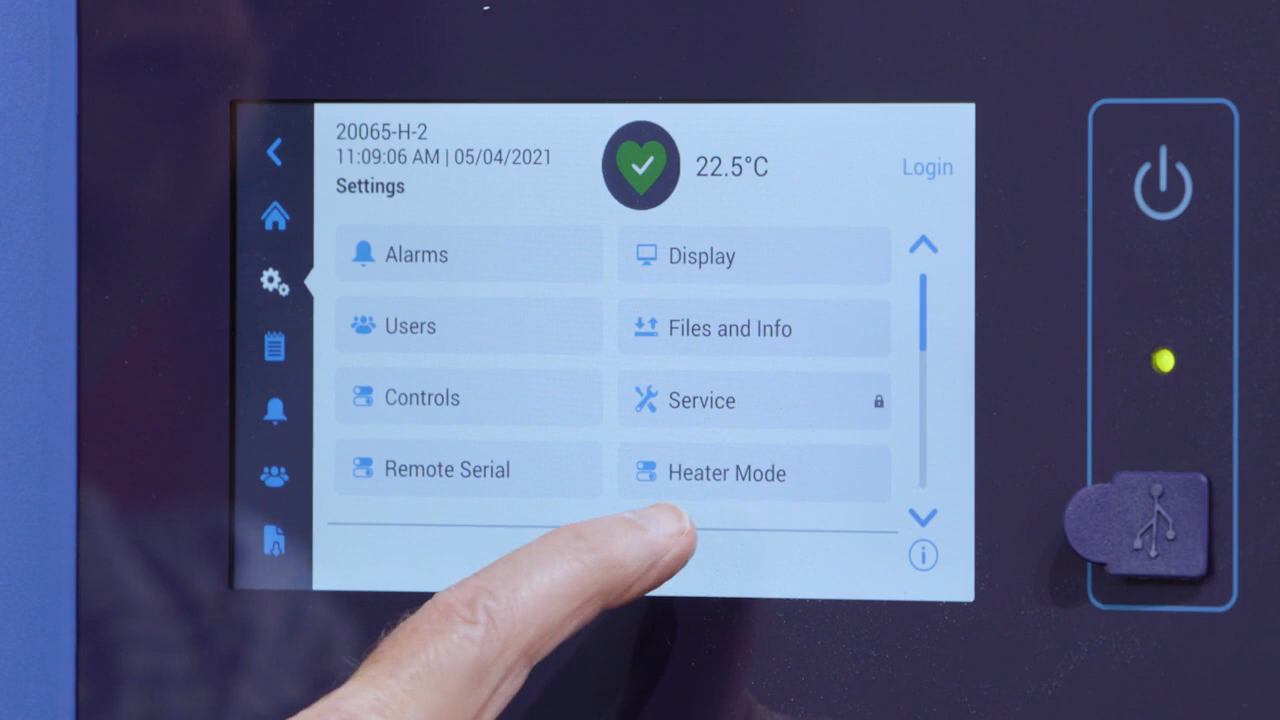 20065-H-2
11:09:06 AM | 05/04/2021
Settings
22.5°C
Login
Alarms
Display
Users
Files and Info
Controls
Service
Remote Serial
Heater Mode